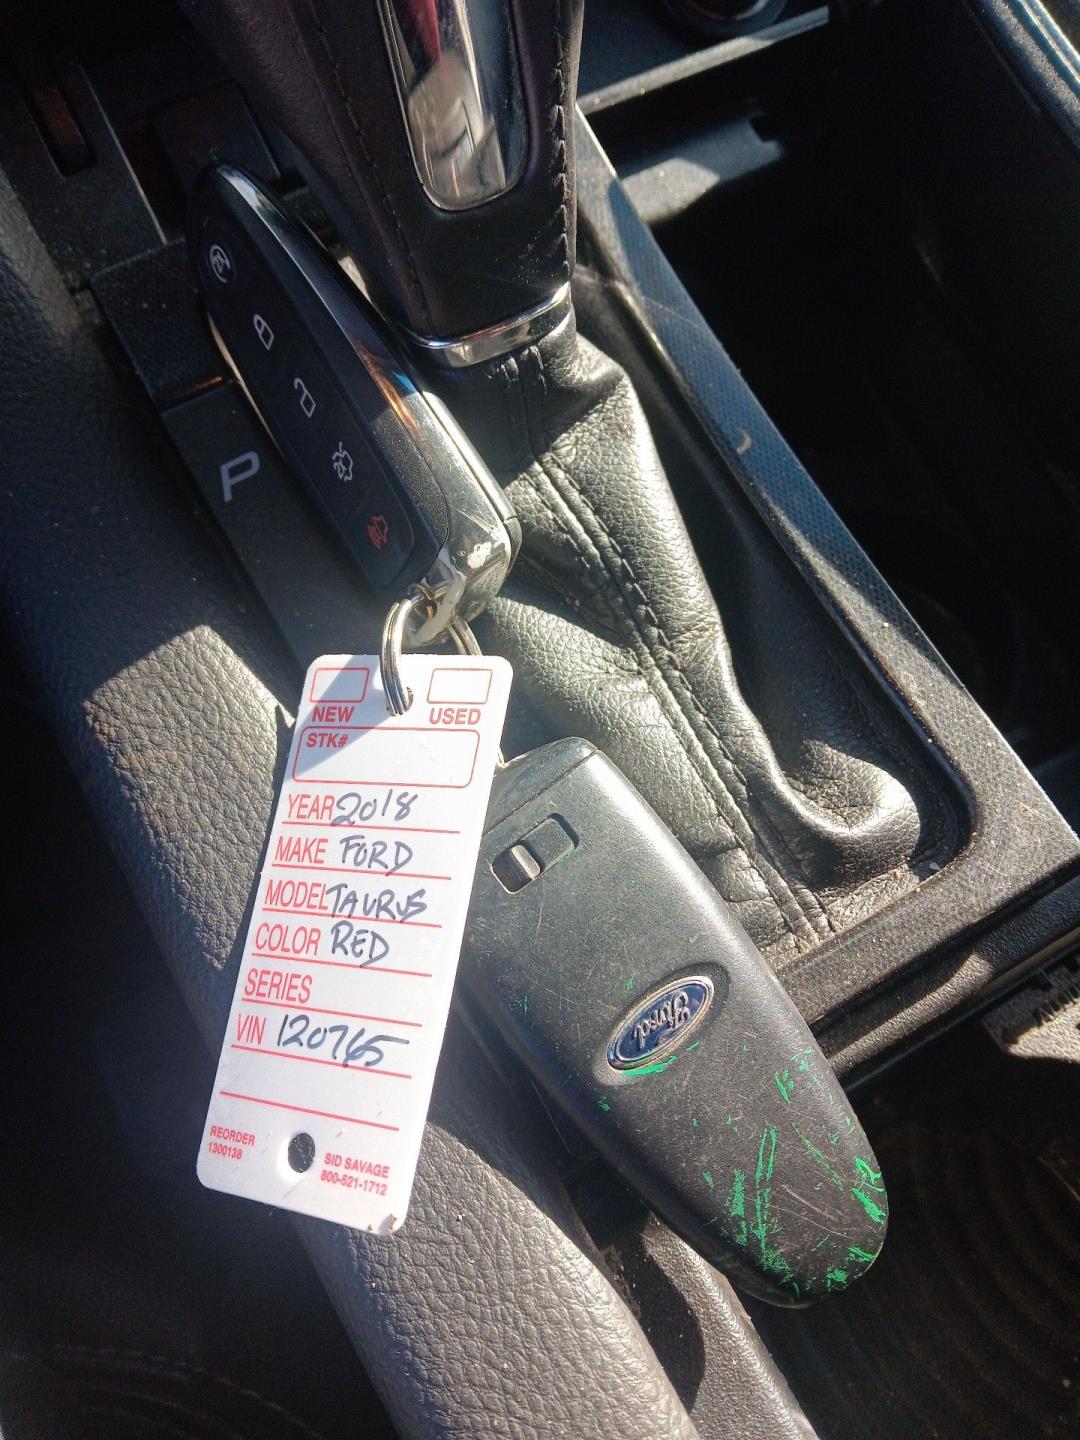 P
NEW USED
STK#
YEAR 2018
MAKE FORD
MODEL TAURUS
COLOR RED
SERIES
VIN 120765
REORDER
1300138
SID SAVAGE
800-521-1712
Ford